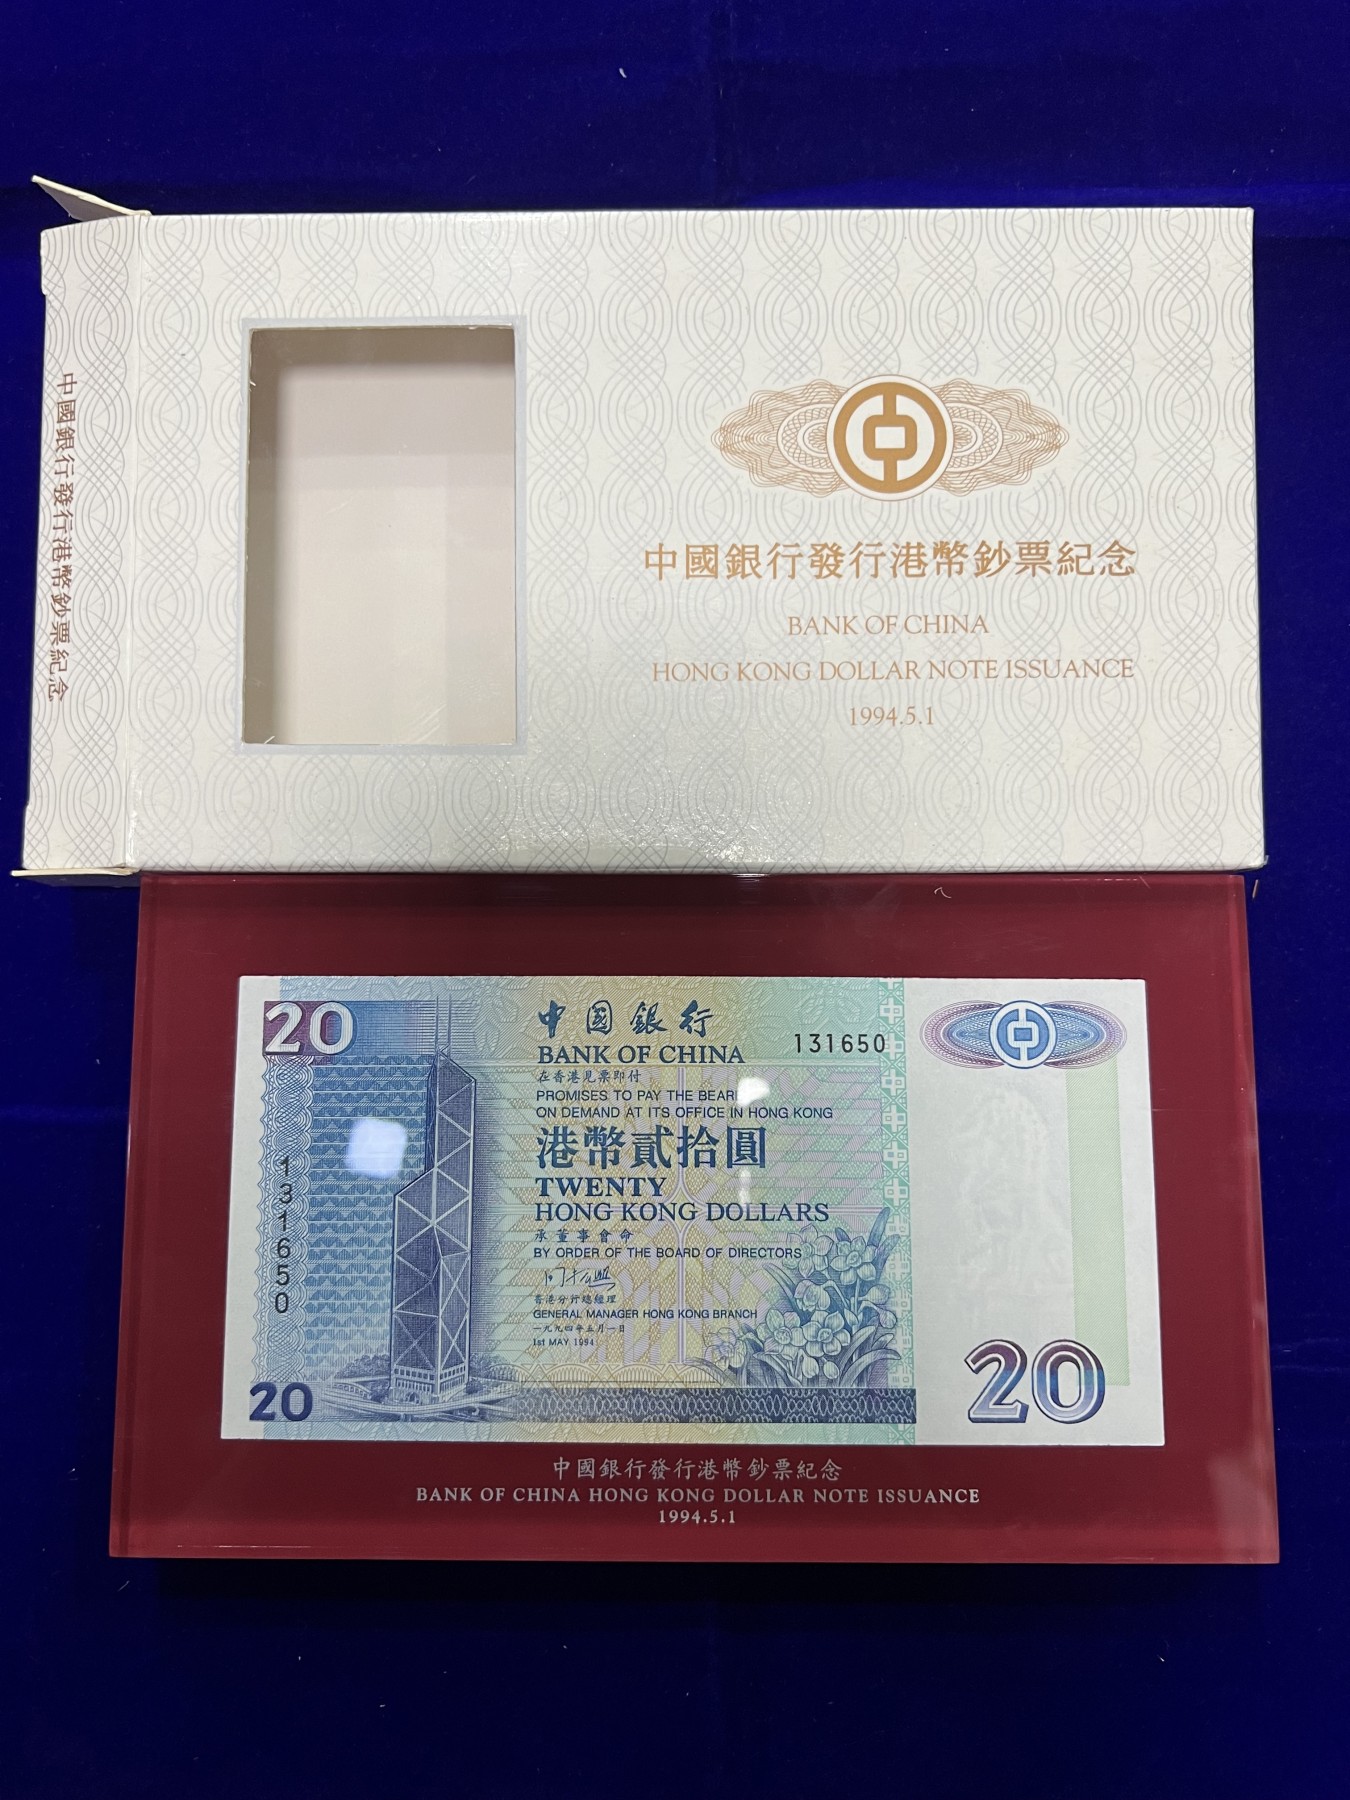 中國銀行發行港幣鈔票紀念
中國銀行發行港幣鈔票紀念
BANK OF CHINA
HONG KONG DOLLAR NOTE ISSUANCE
1994.5.1
20
中國銀行
BANK OF CHINA
131650
在香港見票即付
PROMISES TO PAY THE BEAR
ON DEMAND AT ITS OFFICE IN HONG KONG
港幣貳拾圓
TWENTY
HONG KONG DOLLARS
承董事會命
BY ORDER OF THE BOARD OF DIRECTORS
香港分行總經理
GENERAL MANAGER HONG KONG BRANCH
一九九四年五月一日
1st MAY 1994
131650
20
20
中國銀行發行港幣鈔票紀念
BANK OF CHINA HONG KONG DOLLAR NOTE ISSUANCE
1994.5.1